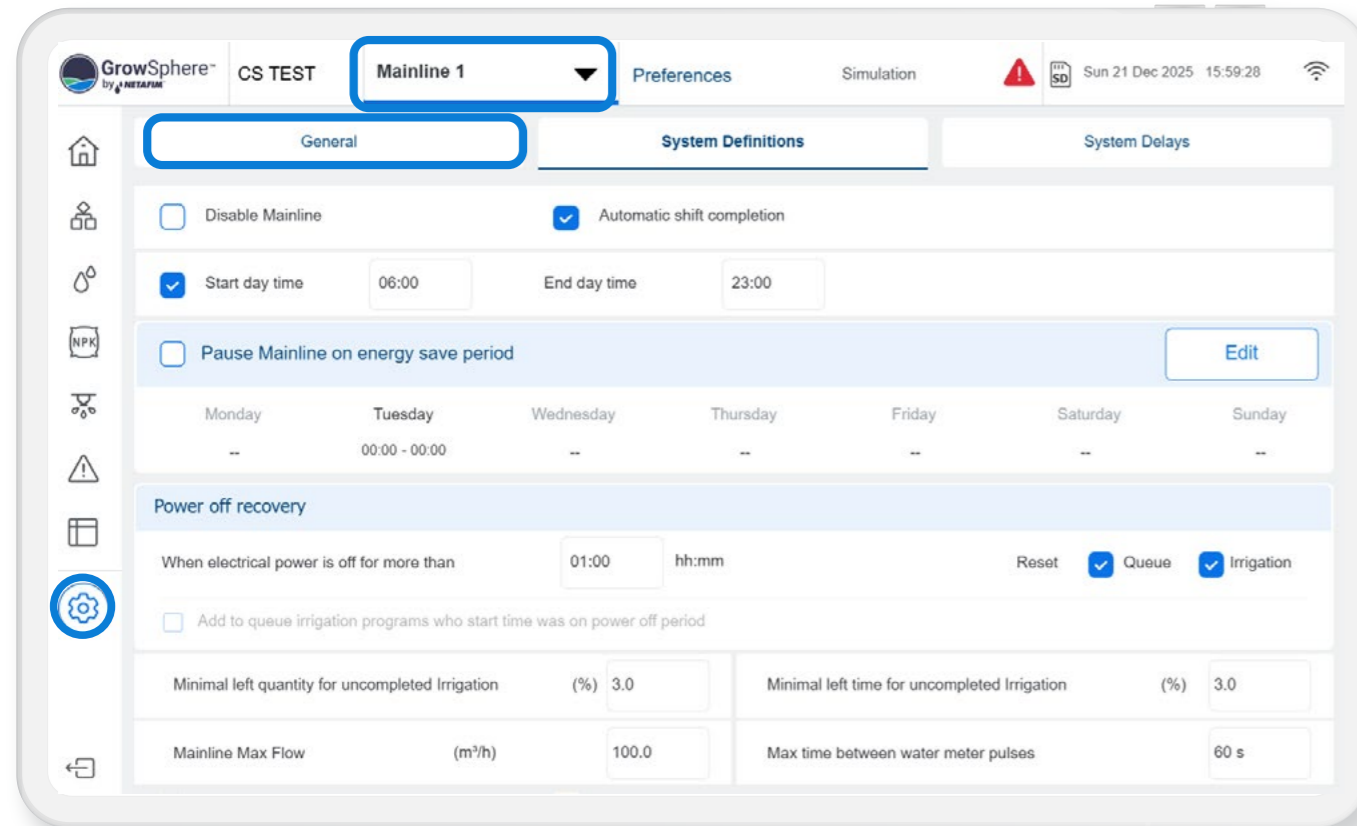 GrowSphere™
by NETAFIM™
CS TEST
Mainline 1
Preferences
Simulation
SD
Sun 21 Dec 2025 15:59:28
General
System Definitions
System Delays
Disable Mainline
Automatic shift completion
Start day time
06:00
End day time
23:00
NPK
Pause Mainline on energy save period
Edit
Monday Tuesday Wednesday Thursday Friday Saturday Sunday
-- 00:00 - 00:00 -- -- -- -- --
Power off recovery
When electrical power is off for more than
01:00
hh:mm
Reset
Queue
Irrigation
Add to queue irrigation programs who start time was on power off period
Minimal left quantity for uncompleted Irrigation (%) 3.0
Minimal left time for uncompleted Irrigation (%) 3.0
Mainline Max Flow (m³/h) 100.0
Max time between water meter pulses 60 s